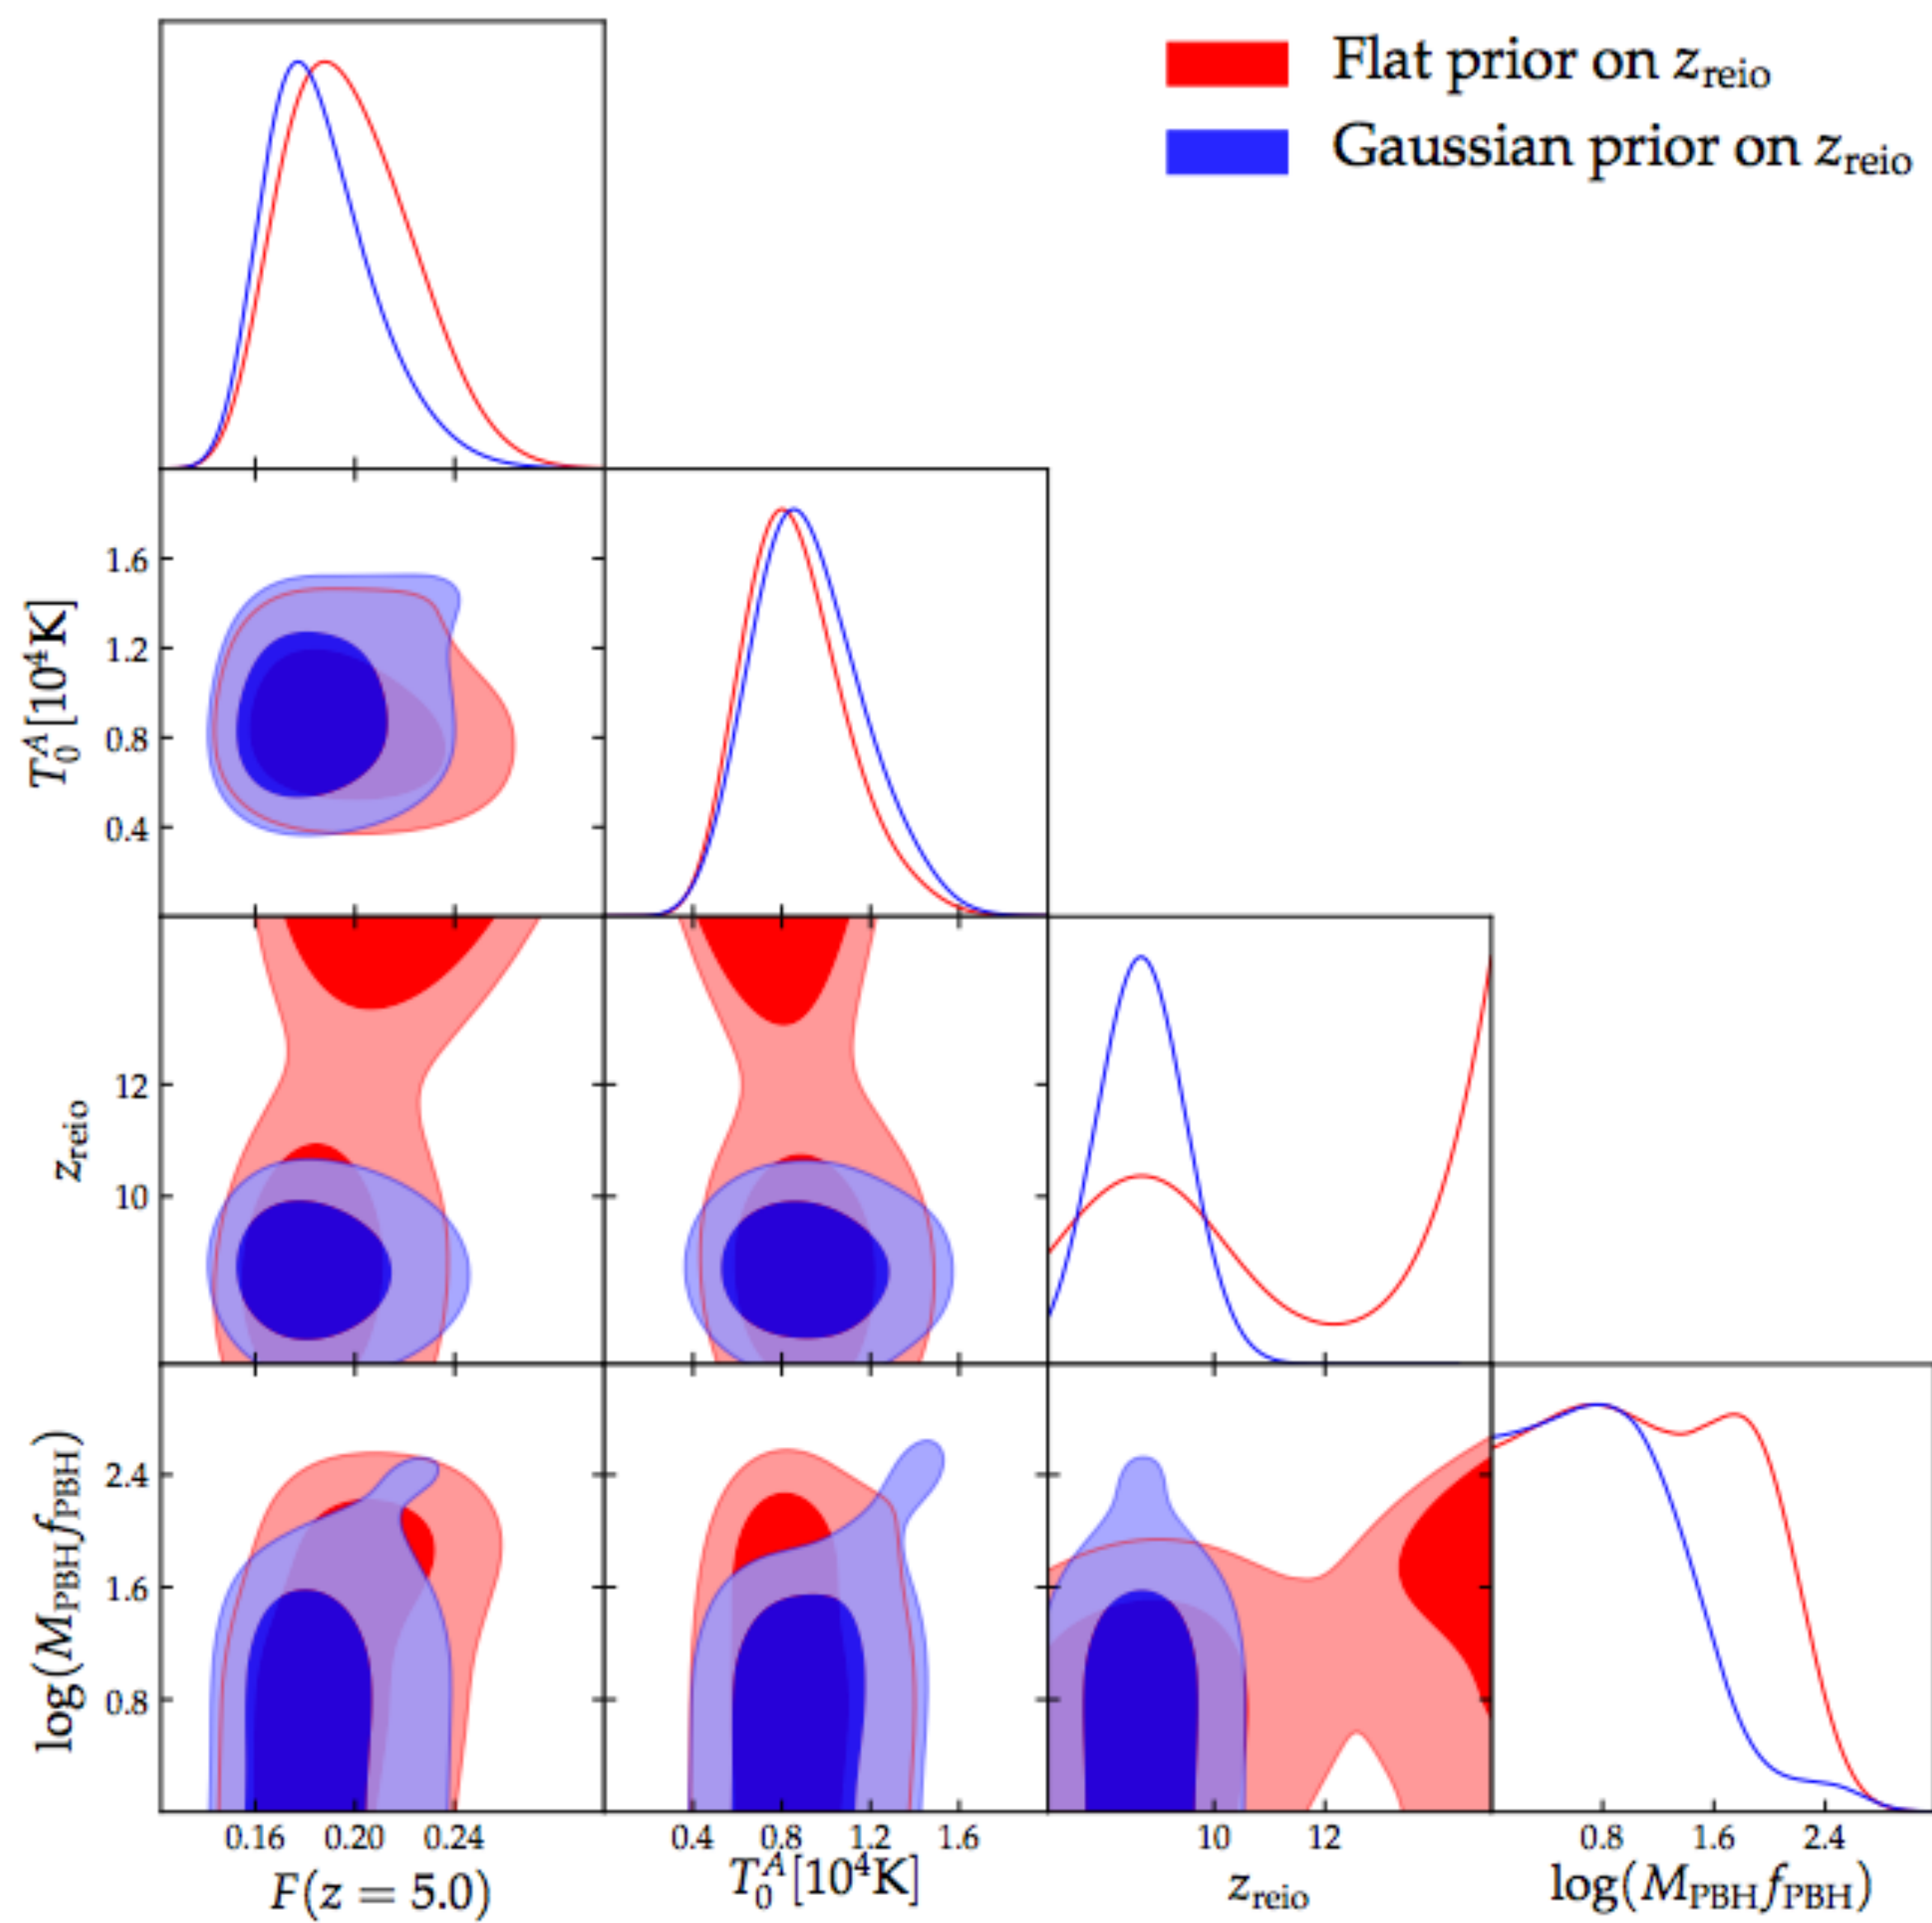 Flat prior on z_reio
Gaussian prior on z_reio
1.6
1.2
0.8
0.4
T_0^A[10^4K]
12
10
z_reio
2.4
1.6
0.8
log(M_PBH f_PBH)
0.16 0.20 0.24
0.4 0.8 1.2 1.6
10 12
0.8 1.6 2.4
F(z = 5.0)
T_0^A[10^4K]
z_reio
log(M_PBH f_PBH)